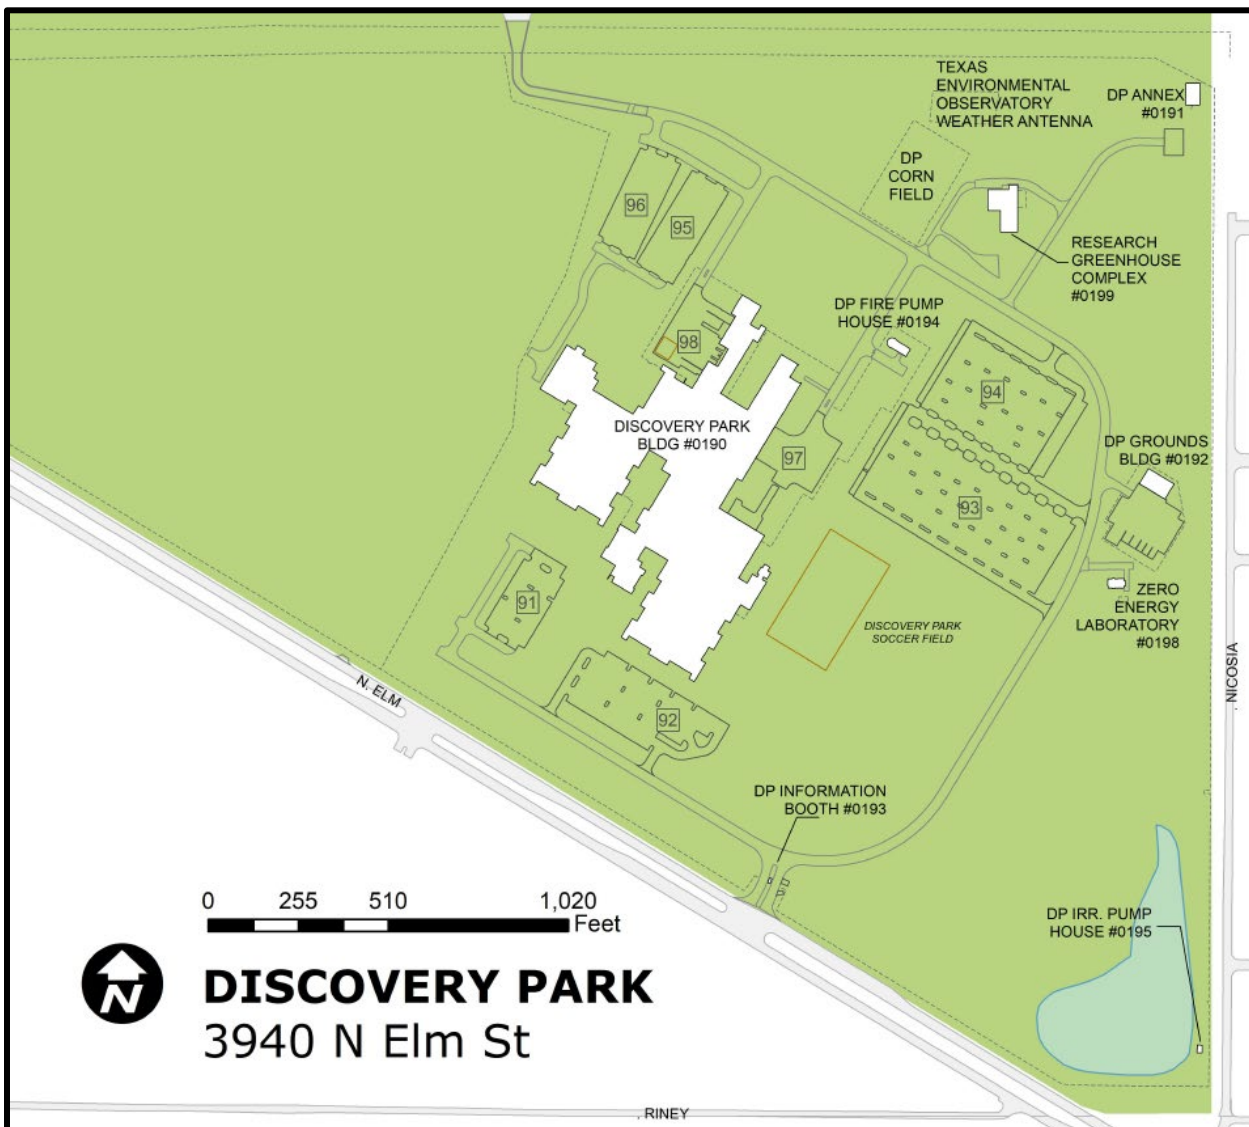 TEXAS
ENVIRONMENTAL
OBSERVATORY
WEATHER ANTENNA
DP ANNEX
#0191
DP
CORN
FIELD
96
95
RESEARCH
GREENHOUSE
COMPLEX
#0199
DP FIRE PUMP
HOUSE #0194
98
94
DISCOVERY PARK
BLDG #0190
97
DP GROUNDS
BLDG #0192
93
91
ZERO
ENERGY
LABORATORY
#0198
DISCOVERY PARK
SOCCER FIELD
N. ELM
92
, NICOSIA
DP INFORMATION
BOOTH #0193
0 255 510 1,020
Feet
DP IRR. PUMP
HOUSE #0195
N
DISCOVERY PARK
3940 N Elm St
, RINEY